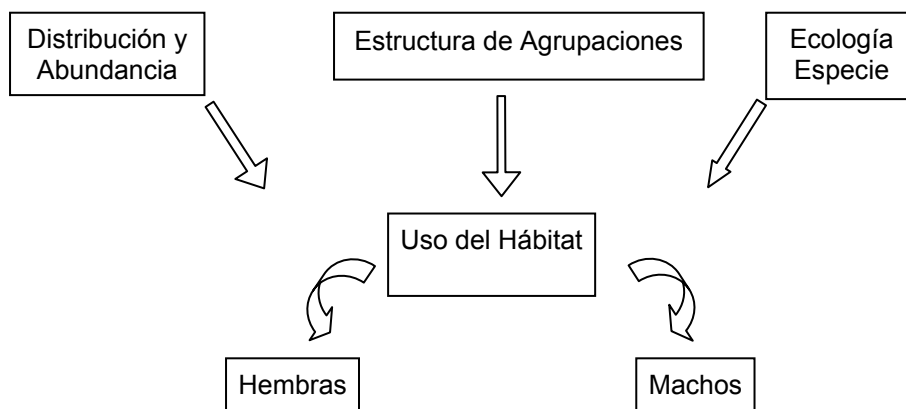 Distribución y
Abundancia
Estructura de Agrupaciones
Ecología
Especie
Uso del Hábitat
Hembras
Machos